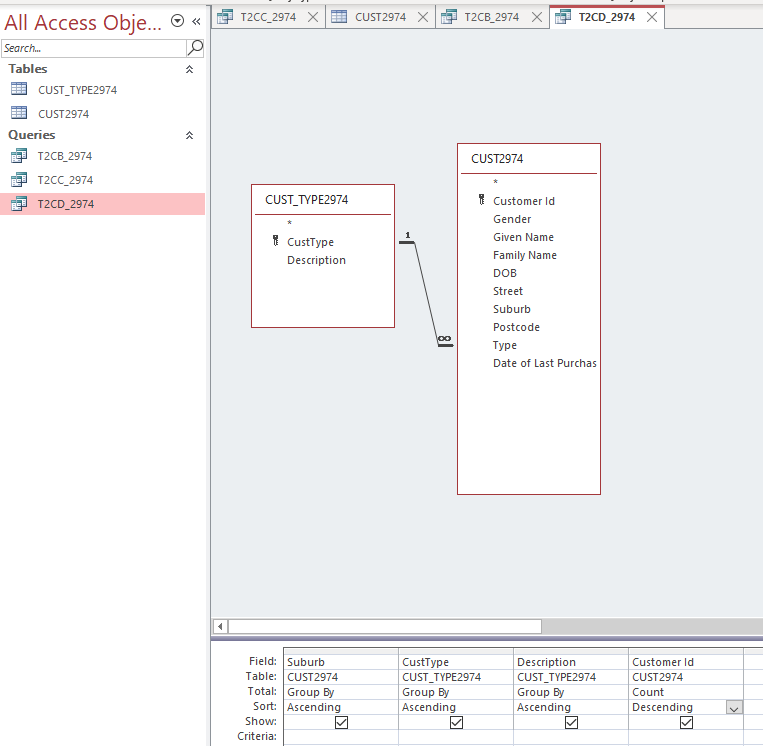 All Access Obje...
Search...
Tables
CUST_TYPE2974
CUST2974
Queries
T2CB_2974
T2CC_2974
T2CD_2974
T2CC_2974 CUST2974 T2CB_2974 T2CD_2974
CUST_TYPE2974
*
CustType
Description
1
∞
CUST2974
*
Customer Id
Gender
Given Name
Family Name
DOB
Street
Suburb
Postcode
Type
Date of Last Purchas
Field: Suburb CustType Description Customer Id
Table: CUST2974 CUST_TYPE2974 CUST_TYPE2974 CUST2974
Total: Group By Group By Group By Count
Sort: Ascending Ascending Ascending Descending
Show:
Criteria: